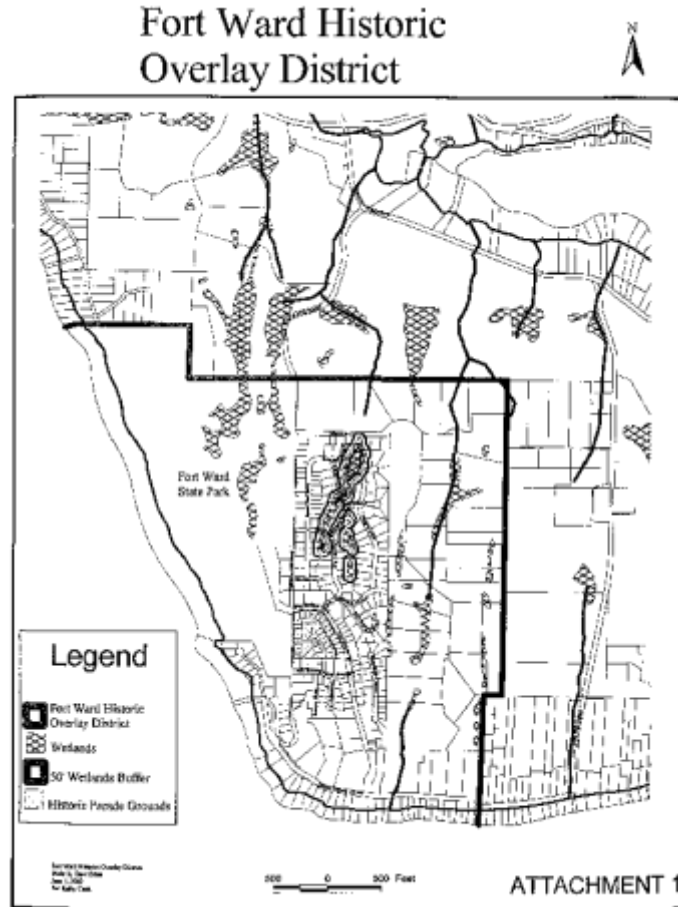 Fort Ward Historic
Overlay District
N
Fort Ward
State Park
Legend
Fort Ward Historic
Overlay District
Wetlands
50' Wetlands Buffer
Historic Parade Grounds
500 0 500 Feet
ATTACHMENT 1